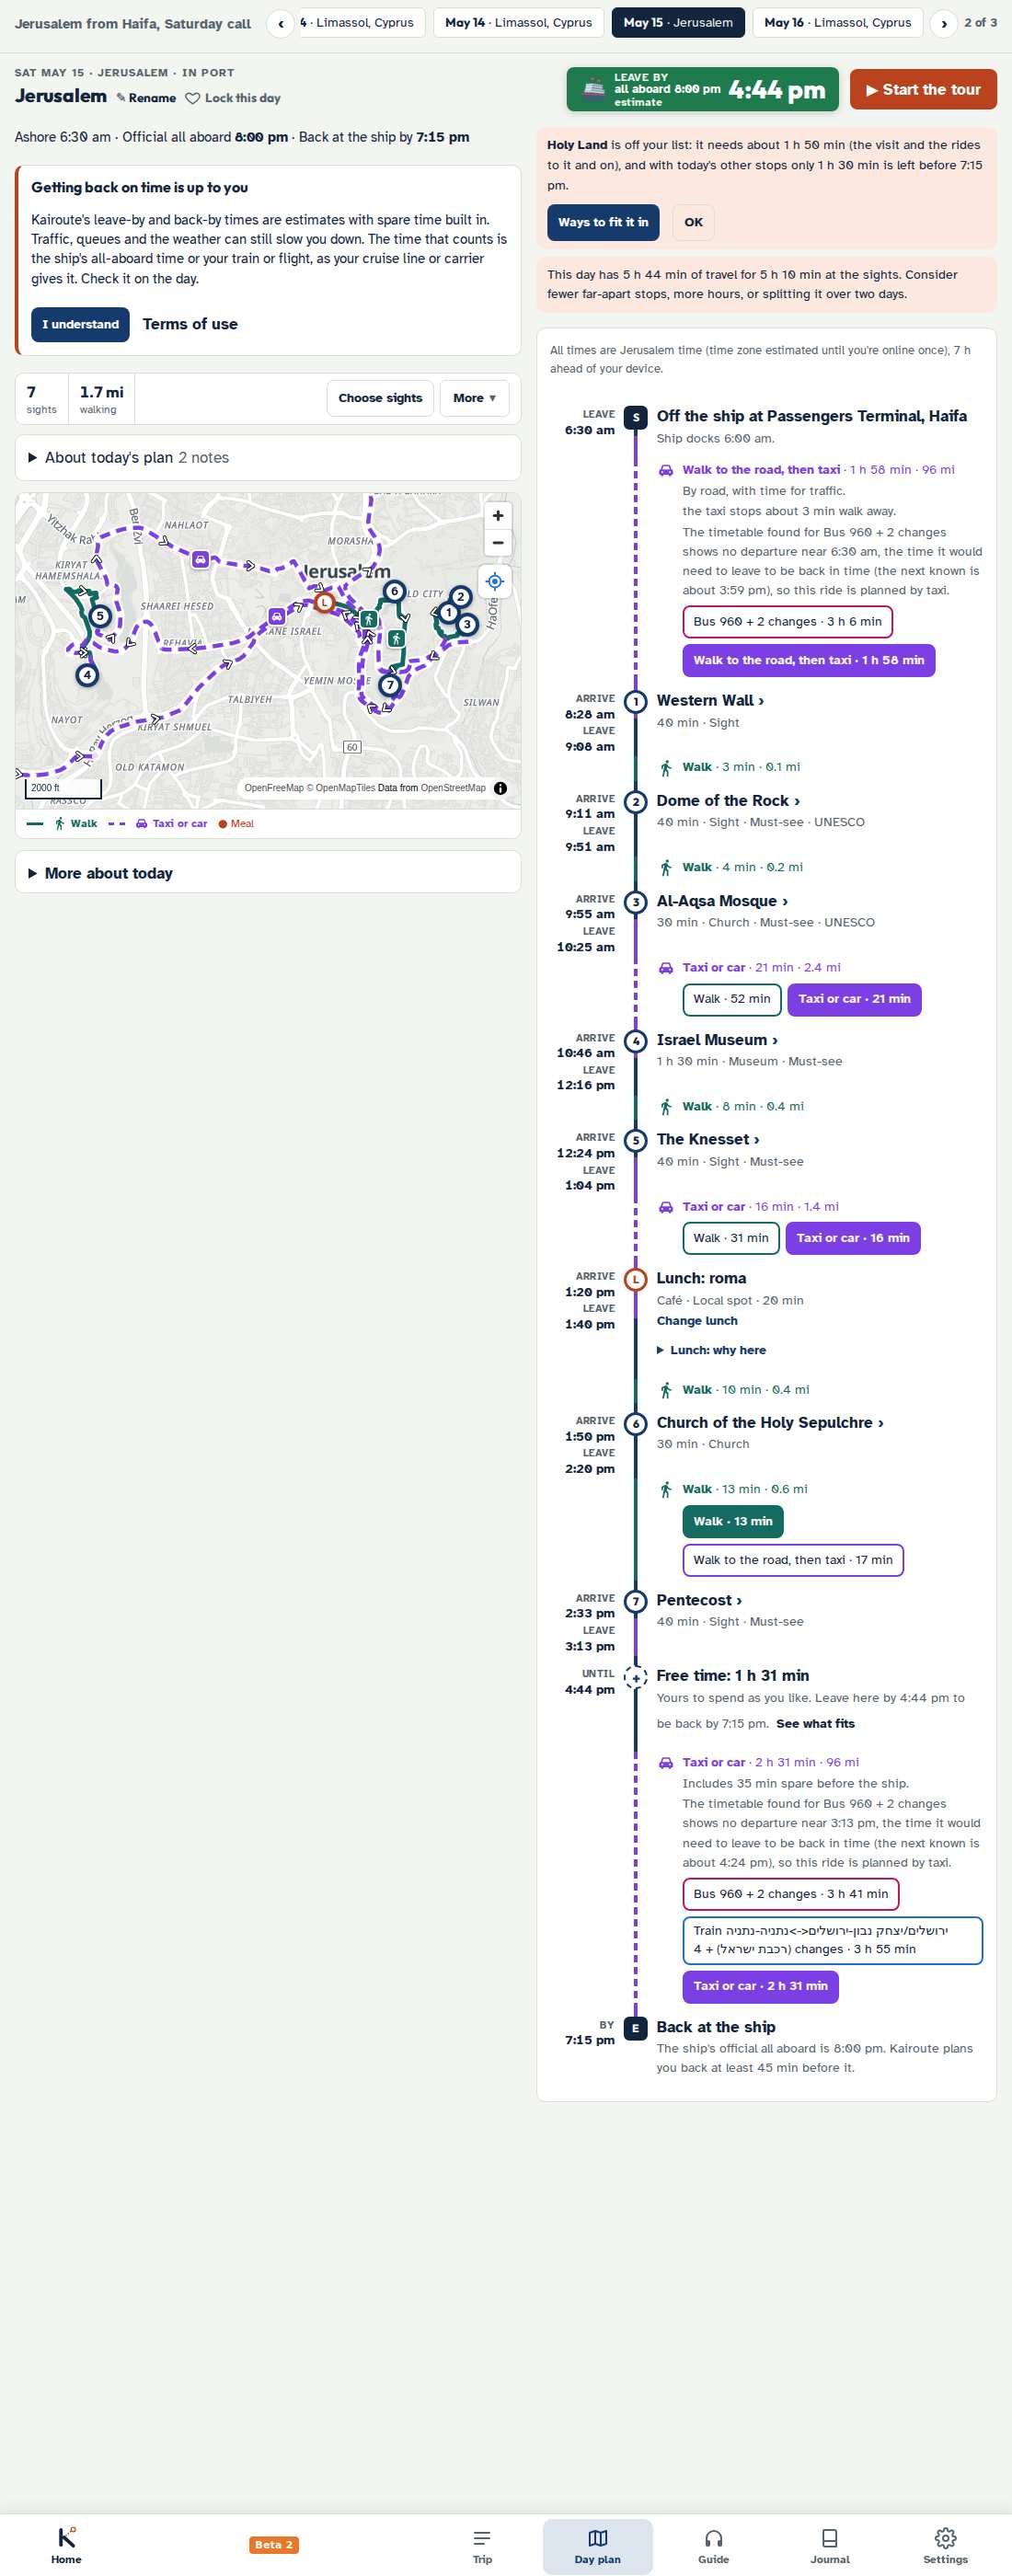 Jerusalem from Haifa, Saturday call
‹
4 · Limassol, Cyprus
May 14 · Limassol, Cyprus
May 15 · Jerusalem
May 16 · Limassol, Cyprus
›
2 of 3
SAT MAY 15 · JERUSALEM · IN PORT
Jerusalem
✎ Rename
Lock this day
LEAVE BY
all aboard 8:00 pm
estimate
4:44 pm
▶ Start the tour
Ashore 6:30 am · Official all aboard 8:00 pm · Back at the ship by 7:15 pm
Getting back on time is up to you
Kairoute's leave-by and back-by times are estimates with spare time built in.
Traffic, queues and the weather can still slow you down. The time that counts is
the ship's all-aboard time or your train or flight, as your cruise line or carrier
gives it. Check it on the day.
I understand
Terms of use
7
sights
1.7 mi
walking
Choose sights
More ▼
▶ About today's plan 2 notes
NAHLAOT
MORASHA
KIRYAT
HAMEMSHALA
Jerusalem
SHAAREI HESED
REHAVIA
YEMIN MOSHE
TALBIYEH
SILWAN
NAYOT
KIRYAT SHMUEL
60
OLD KATAMON
RASSCO
+
−
1
2
3
4
5
6
7
L
2000 ft
OpenFreeMap © OpenMapTiles Data from OpenStreetMap
Walk
Taxi or car
Meal
▶ More about today
Holy Land is off your list: it needs about 1 h 50 min (the visit and the rides
to it and on), and with today's other stops only 1 h 30 min is left before 7:15
pm.
Ways to fit it in
OK
This day has 5 h 44 min of travel for 5 h 10 min at the sights. Consider
fewer far-apart stops, more hours, or splitting it over two days.
All times are Jerusalem time (time zone estimated until you're online once), 7 h
ahead of your device.
LEAVE
6:30 am
S
Off the ship at Passengers Terminal, Haifa
Ship docks 6:00 am.
Walk to the road, then taxi · 1 h 58 min · 96 mi
By road, with time for traffic.
the taxi stops about 3 min walk away.
The timetable found for Bus 960 + 2 changes
shows no departure near 6:30 am, the time it would
need to leave to be back in time (the next known is
about 3:59 pm), so this ride is planned by taxi.
Bus 960 + 2 changes · 3 h 6 min
Walk to the road, then taxi · 1 h 58 min
ARRIVE
8:28 am
LEAVE
9:08 am
1
Western Wall ›
40 min · Sight
Walk · 3 min · 0.1 mi
ARRIVE
9:11 am
LEAVE
9:51 am
2
Dome of the Rock ›
40 min · Sight · Must-see · UNESCO
Walk · 4 min · 0.2 mi
ARRIVE
9:55 am
LEAVE
10:25 am
3
Al-Aqsa Mosque ›
30 min · Church · Must-see · UNESCO
Taxi or car · 21 min · 2.4 mi
Walk · 52 min
Taxi or car · 21 min
ARRIVE
10:46 am
LEAVE
12:16 pm
4
Israel Museum ›
1 h 30 min · Museum · Must-see
Walk · 8 min · 0.4 mi
ARRIVE
12:24 pm
LEAVE
1:04 pm
5
The Knesset ›
40 min · Sight · Must-see
Taxi or car · 16 min · 1.4 mi
Walk · 31 min
Taxi or car · 16 min
ARRIVE
1:20 pm
LEAVE
1:40 pm
L
Lunch: roma
Café · Local spot · 20 min
Change lunch
▶ Lunch: why here
Walk · 10 min · 0.4 mi
ARRIVE
1:50 pm
LEAVE
2:20 pm
6
Church of the Holy Sepulchre ›
30 min · Church
Walk · 13 min · 0.6 mi
Walk · 13 min
Walk to the road, then taxi · 17 min
ARRIVE
2:33 pm
LEAVE
3:13 pm
7
Pentecost ›
40 min · Sight · Must-see
UNTIL
4:44 pm
+
Free time: 1 h 31 min
Yours to spend as you like. Leave here by 4:44 pm to
be back by 7:15 pm. See what fits
Taxi or car · 2 h 31 min · 96 mi
Includes 35 min spare before the ship.
The timetable found for Bus 960 + 2 changes
shows no departure near 3:13 pm, the time it would
need to leave to be back in time (the next known is
about 4:24 pm), so this ride is planned by taxi.
Bus 960 + 2 changes · 3 h 41 min
Train ירושלים/יצחק נבון-ירושלים<->נתניה-נתניה
(רכבת ישראל) + 4 changes · 3 h 55 min
Taxi or car · 2 h 31 min
BY
7:15 pm
E
Back at the ship
The ship's official all aboard is 8:00 pm. Kairoute plans
you back at least 45 min before it.
Home
Beta 2
Trip
Day plan
Guide
Journal
Settings